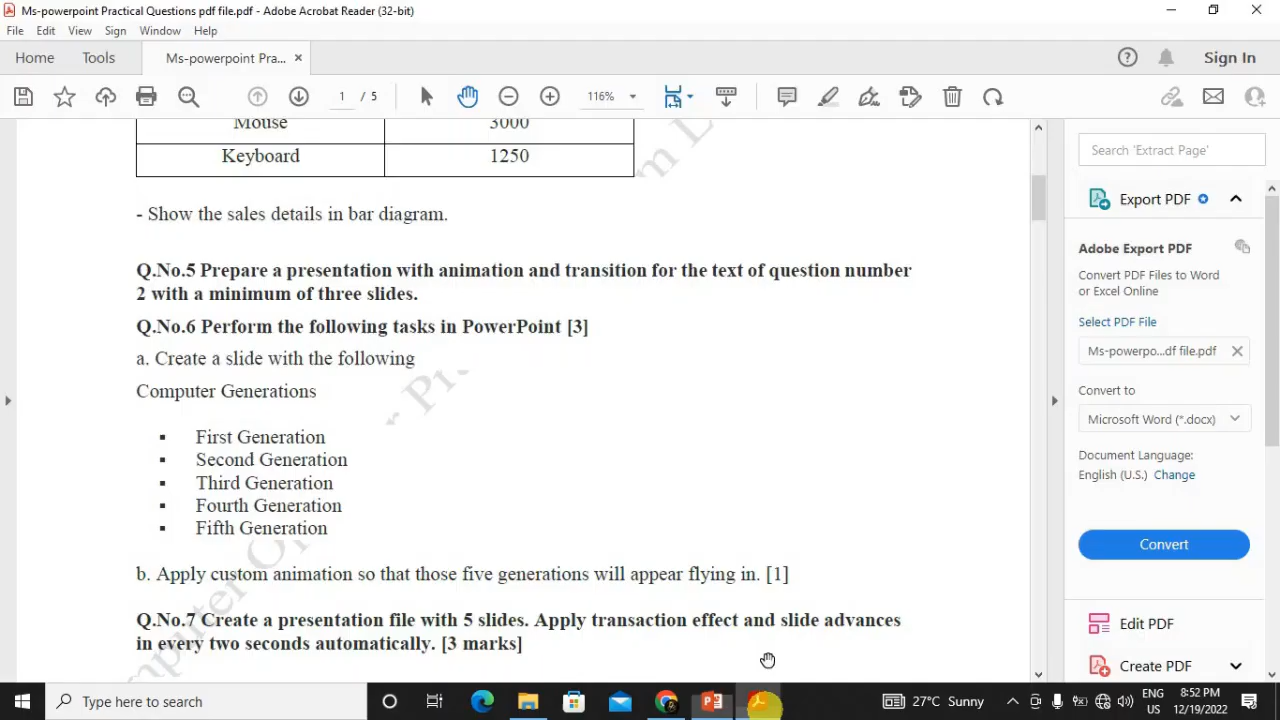 Ms-powerpoint Practical Questions pdf file.pdf - Adobe Acrobat Reader (32-bit)
File Edit View Sign Window Help
Home Tools Ms-powerpoint Pra... ×
Sign In
1 / 5 116%
Mouse 3000
Keyboard 1250
- Show the sales details in bar diagram.
Q.No.5 Prepare a presentation with animation and transition for the text of question number
2 with a minimum of three slides.
Q.No.6 Perform the following tasks in PowerPoint [3]
a. Create a slide with the following
Computer Generations
▪ First Generation
▪ Second Generation
▪ Third Generation
▪ Fourth Generation
▪ Fifth Generation
b. Apply custom animation so that those five generations will appear flying in. [1]
Q.No.7 Create a presentation file with 5 slides. Apply transaction effect and slide advances
in every two seconds automatically. [3 marks]
Search 'Extract Page'
Export PDF
Adobe Export PDF
Convert PDF Files to Word
or Excel Online
Select PDF File
Ms-powerpo...df file.pdf ×
Convert to
Microsoft Word (*.docx)
Document Language:
English (U.S.) Change
Convert
Edit PDF
Create PDF
Type here to search
27°C Sunny
ENG
US
8:52 PM
12/19/2022